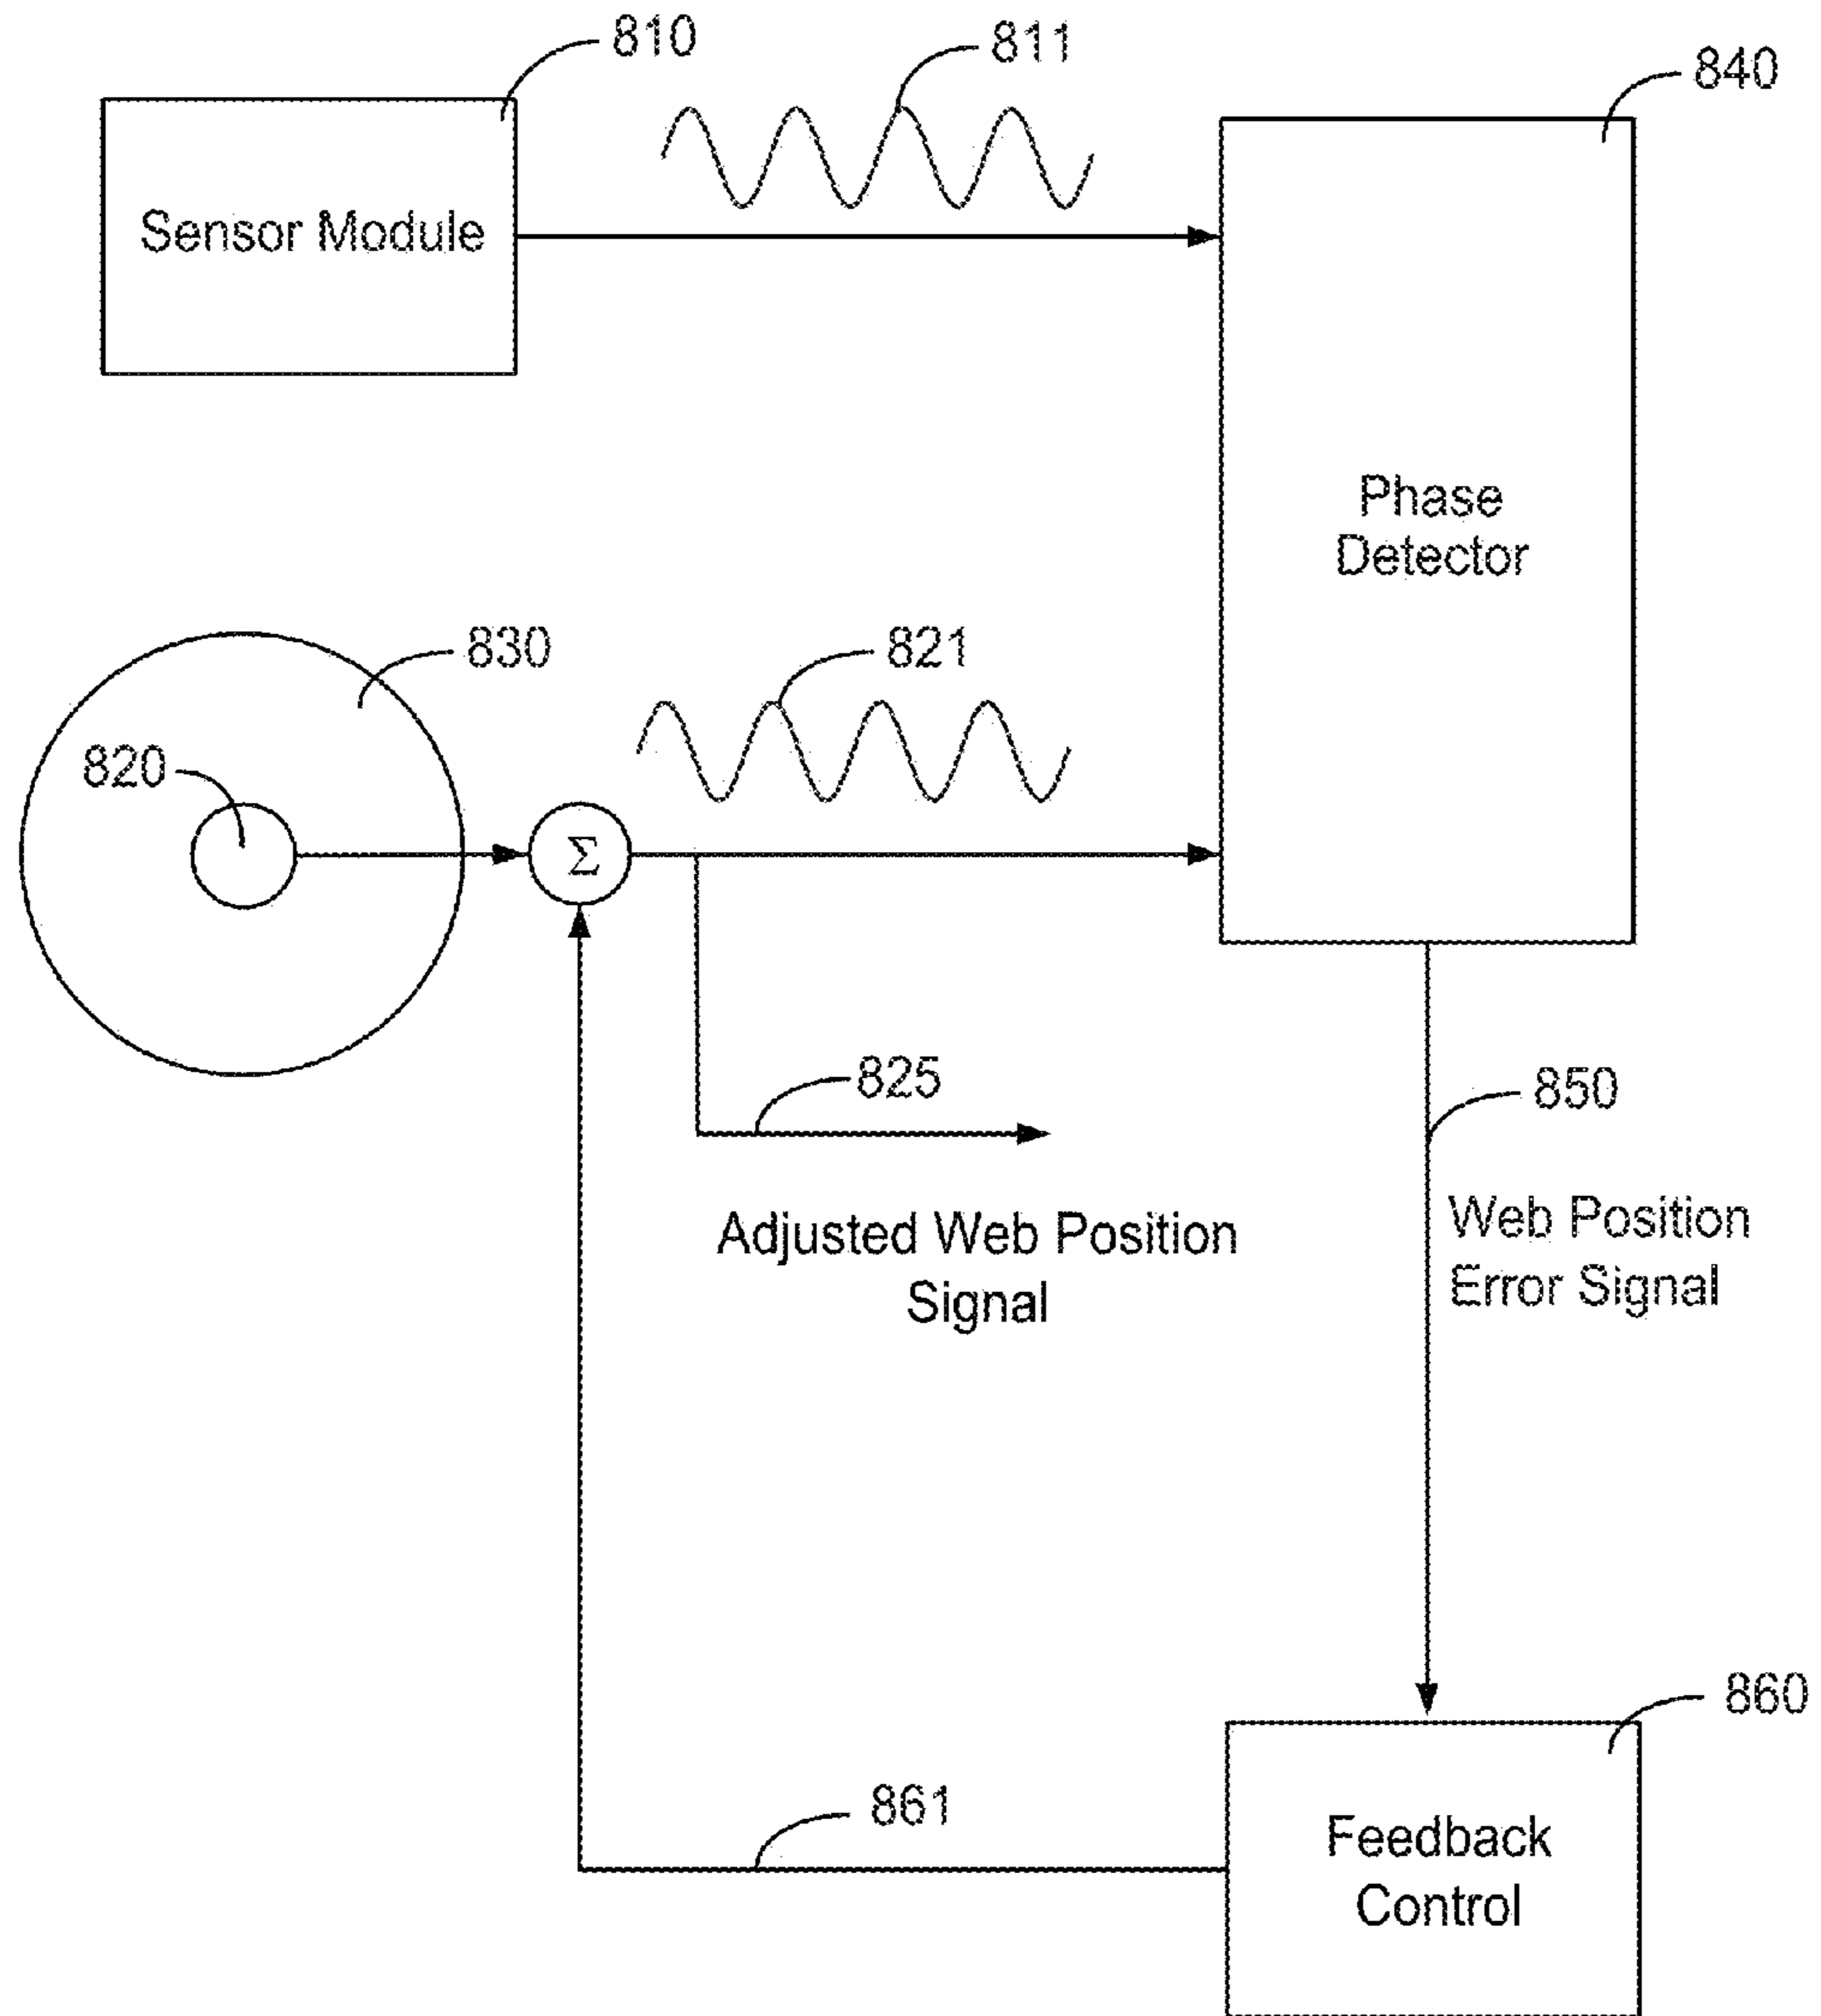 810
811
840
Sensor Module
Phase
Detector
830
821
820
Σ
825
850
Adjusted Web Position
Signal
Web Position
Error Signal
860
861
Feedback
Control